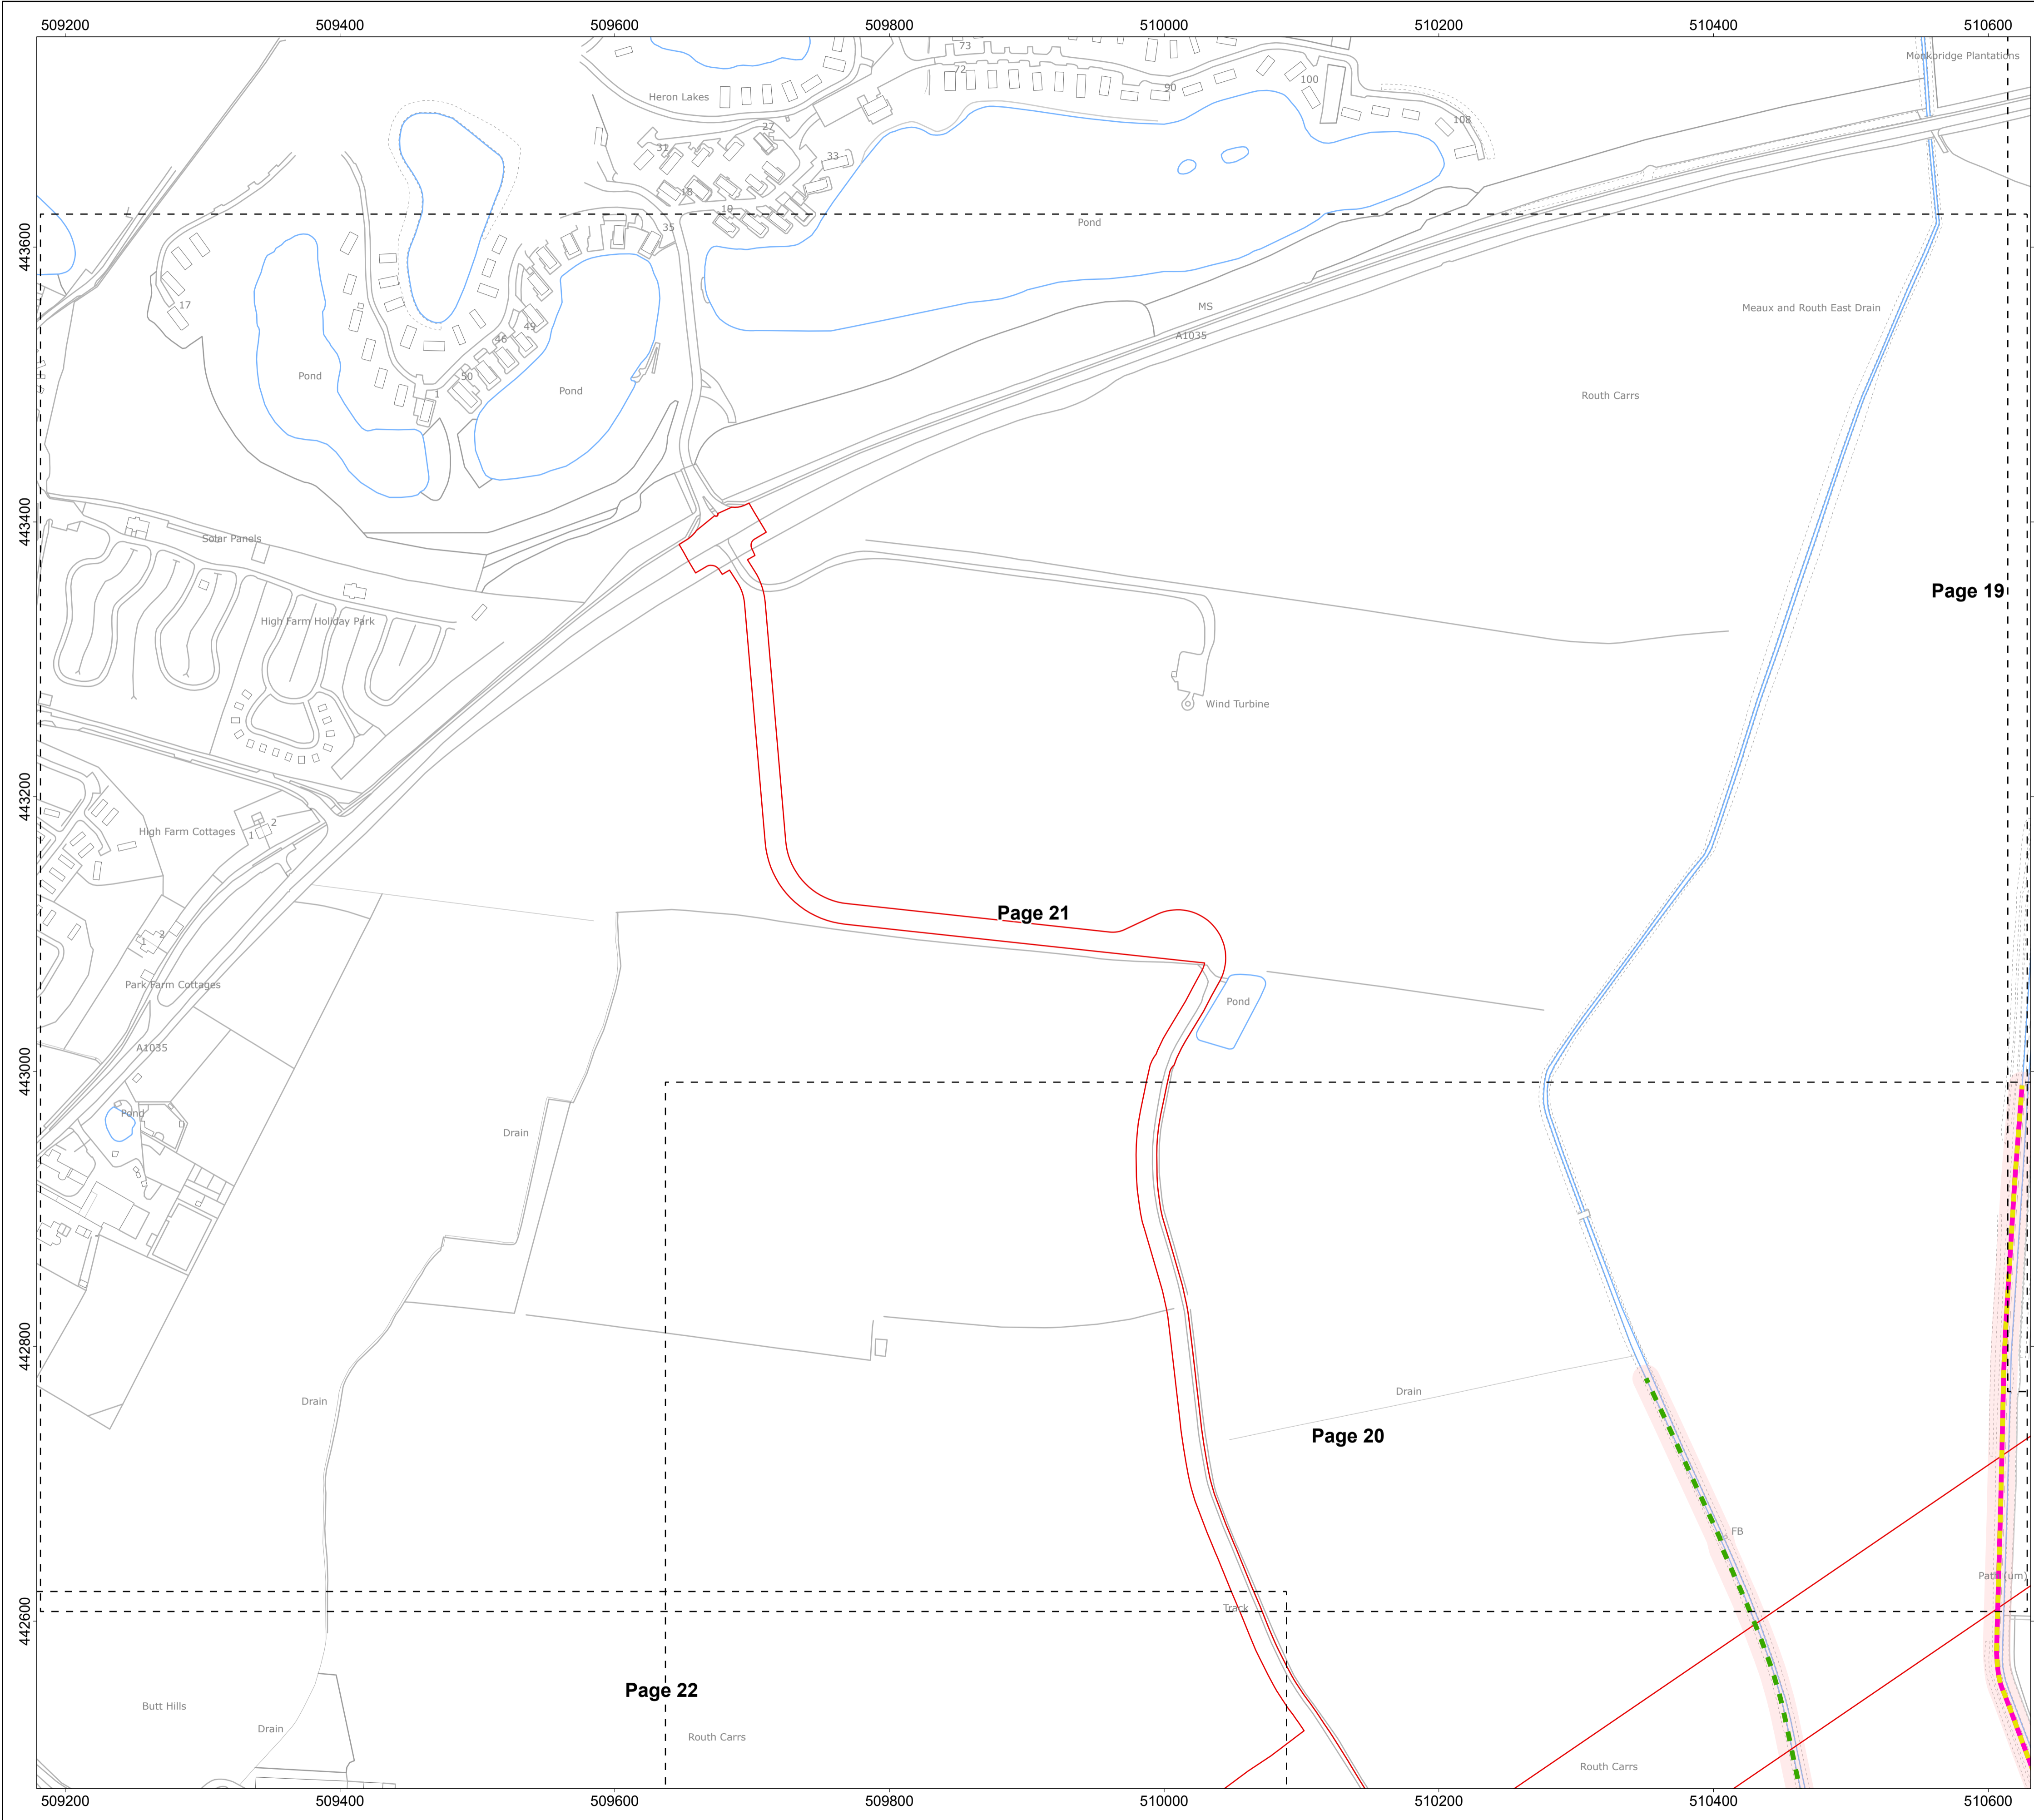 509200 509400 509600 509800 510000 510200 510400 510600
Monkbridge Plantations
73
72
Heron Lakes
90
100
108
27
31
33
18
19
35
Pond
443600
17
MS
A1035
Meaux and Routh East Drain
49
46
50
1
Pond
Pond
Routh Carrs
443400
Solar Panels
Page 19
High Farm Holiday Park
Wind Turbine
443200
High Farm Cottages
1
2
Page 21
1
2
Park Farm Cottages
Pond
A1035
443000
Pond
Drain
442800
Drain
Drain
Page 20
FB
Path (um)
Track
442600
Page 22
Butt Hills
Drain
Routh Carrs
Routh Carrs
509200 509400 509600 509800 510000 510200 510400 510600